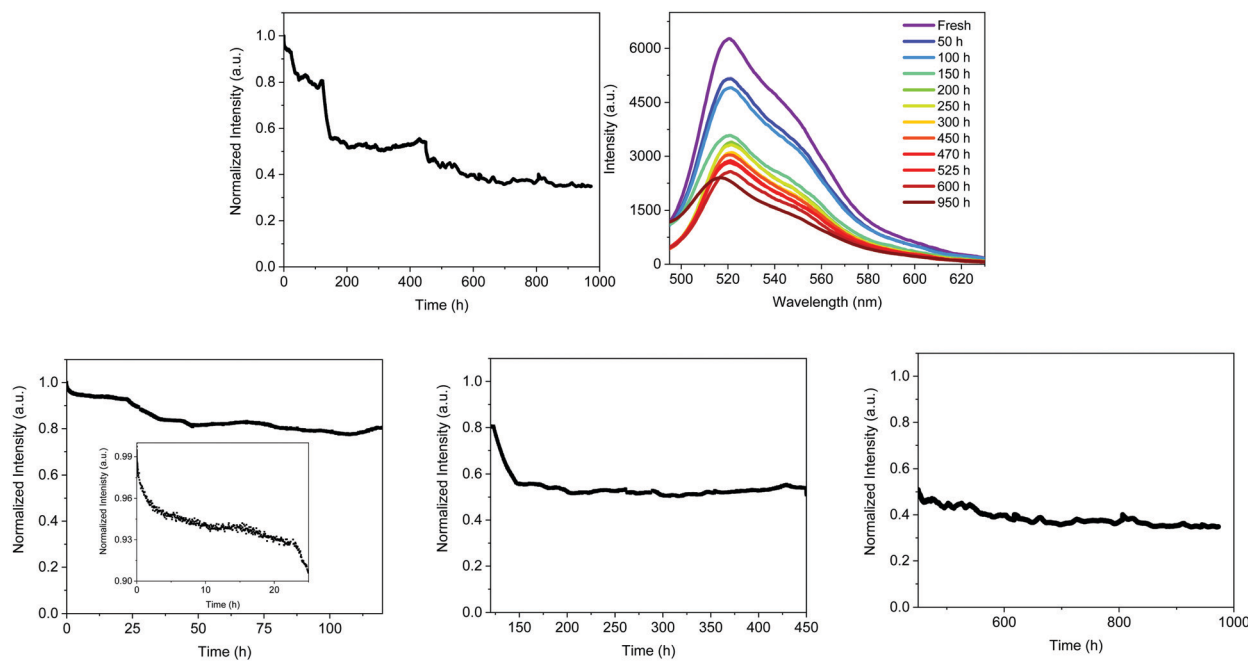 Normalized Intensity (a.u.)
1.0
0.8
0.6
0.4
0.2
0.0
0
200
400
600
800
1000
Time (h)
Intensity (a.u.)
6000
4500
3000
1500
0
500
520
540
560
580
600
620
Wavelength (nm)
Fresh
50 h
100 h
150 h
200 h
250 h
300 h
450 h
470 h
525 h
600 h
950 h
Normalized Intensity (a.u.)
1.0
0.8
0.6
0.4
0.2
0.0
0
25
50
75
100
Time (h)
Normalized Intenisty (a.u.)
0.99
0.96
0.93
0.90
0
10
20
Time (h)
Normalized Intensity (a.u.)
1.0
0.8
0.6
0.4
0.2
0.0
150
200
250
300
350
400
450
Time (h)
Normalized Intensity (a.u.)
1.0
0.8
0.6
0.4
0.2
0.0
600
800
1000
Time (h)